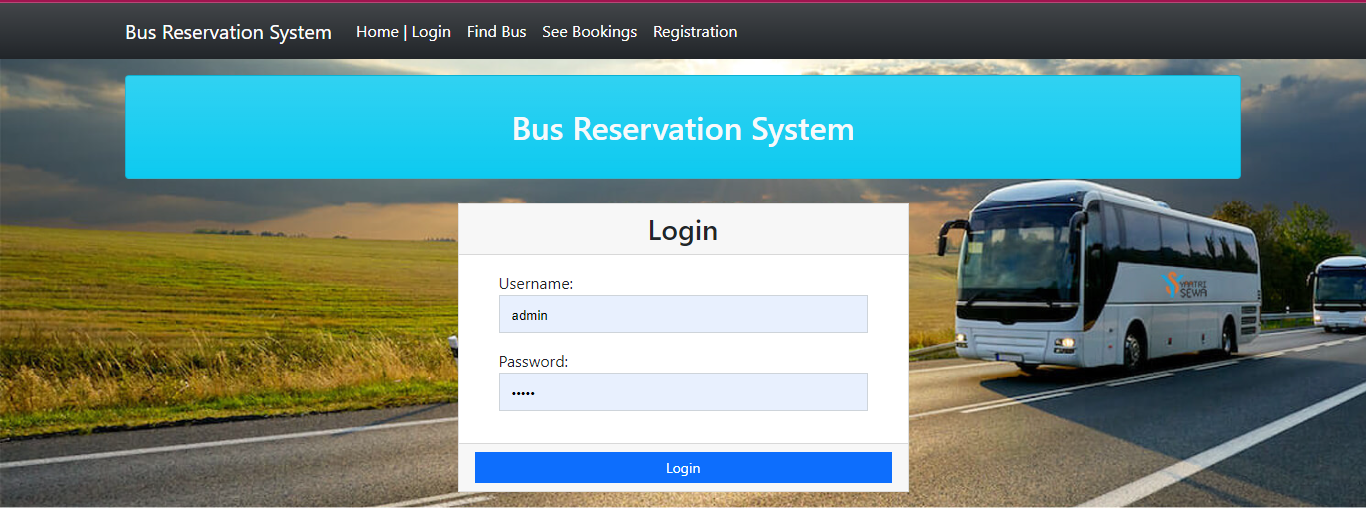 Bus Reservation System Home | Login Find Bus See Bookings Registration
Bus Reservation System
Login
Username:
admin
YAATRI
SEWA
Password:
•••••
Login